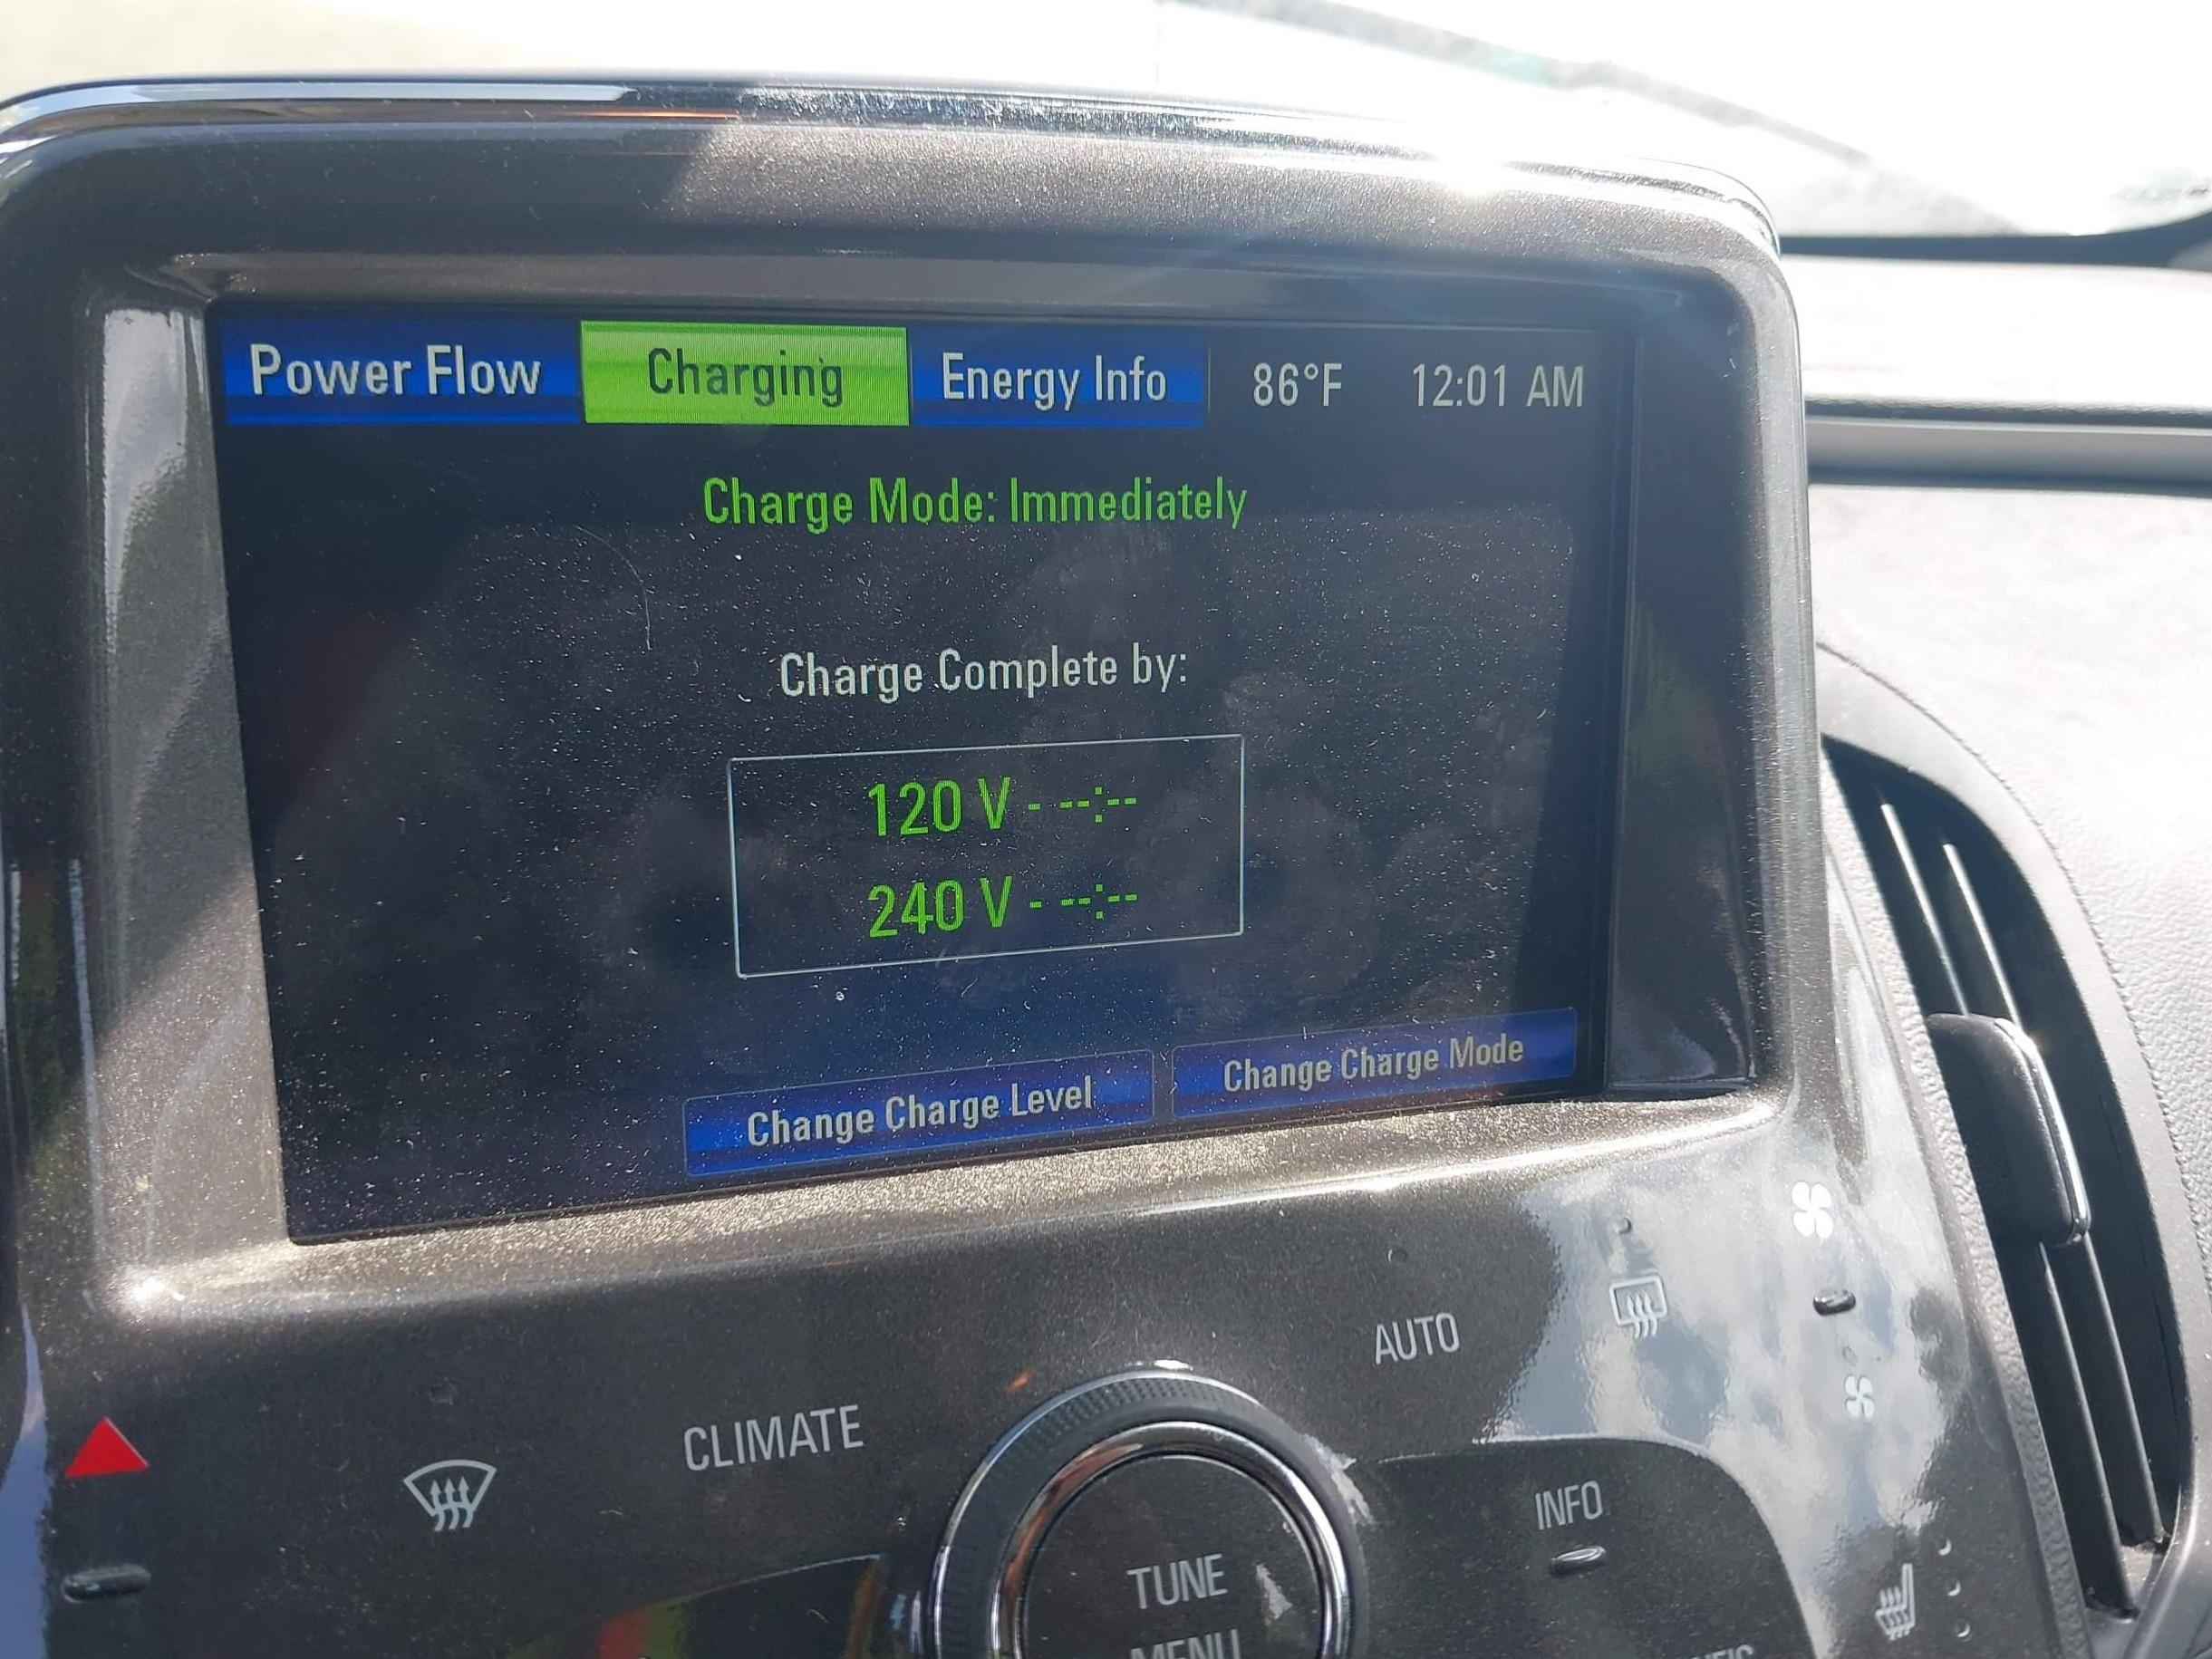 Power Flow Charging Energy Info 86°F 12:01 AM
Charge Mode: Immediately
Charge Complete by:
120 V - --:--
240 V - --:--
Change Charge Level Change Charge Mode
AUTO
CLIMATE
INFO
TUNE
MENU